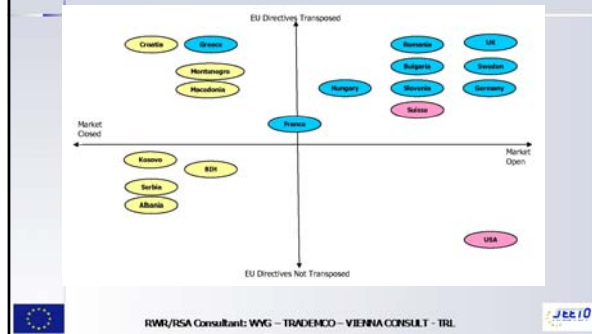 EU Directives Transposed
Croatia Greece Romania UK
Montenegro Bulgaria Sweden
Macedonia Hungary Slovenia Germany
Suisse
France
Market
Closed
Market
Open
Kosovo
BIH
Serbia
Albania
USA
EU Directives Not Transposed
RWR/RSA Consultant: WYG – TRADEMCO – VIENNA CONSULT - TRL